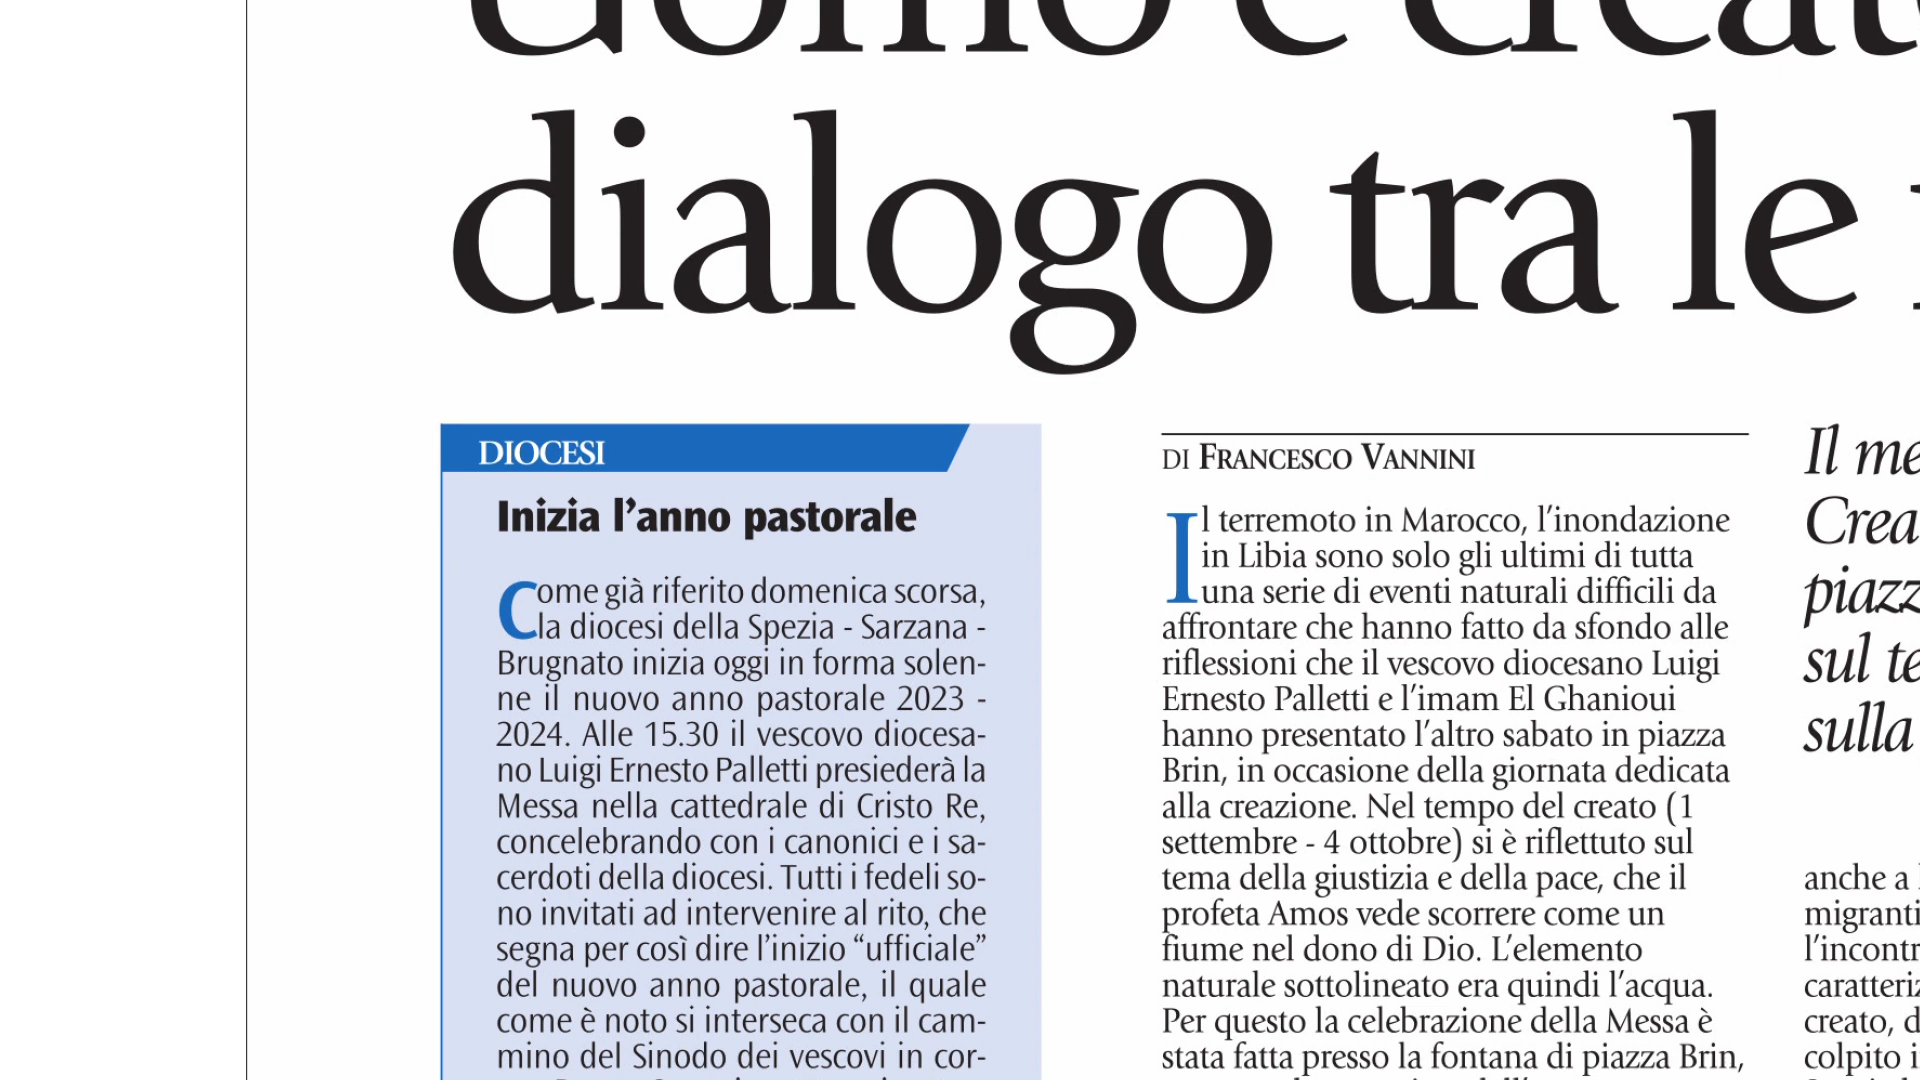 Uomo e creat
dialogo tra le
DIOCESI
Inizia l’anno pastorale
Come già riferito domenica scorsa,
la diocesi della Spezia - Sarzana -
Brugnato inizia oggi in forma solen-
ne il nuovo anno pastorale 2023 -
2024. Alle 15.30 il vescovo diocesa-
no Luigi Ernesto Palletti presiederà la
Messa nella cattedrale di Cristo Re,
concelebrando con i canonici e i sa-
cerdoti della diocesi. Tutti i fedeli so-
no invitati ad intervenire al rito, che
segna per così dire l’inizio “ufficiale”
del nuovo anno pastorale, il quale
come è noto si interseca con il cam-
mino del Sinodo dei vescovi in cor-
DI FRANCESCO VANNINI
Il terremoto in Marocco, l’inondazione
in Libia sono solo gli ultimi di tutta
una serie di eventi naturali difficili da
affrontare che hanno fatto da sfondo alle
riflessioni che il vescovo diocesano Luigi
Ernesto Palletti e l’imam El Ghanioui
hanno presentato l’altro sabato in piazza
Brin, in occasione della giornata dedicata
alla creazione. Nel tempo del creato (1
settembre - 4 ottobre) si è riflettuto sul
tema della giustizia e della pace, che il
profeta Amos vede scorrere come un
fiume nel dono di Dio. L’elemento
naturale sottolineato era quindi l’acqua.
Per questo la celebrazione della Messa è
stata fatta presso la fontana di piazza Brin,
Il me
Crea
piazz
sul te
sulla
anche a
migranti
l’incontr
caratteriz
creato, d
colpito i